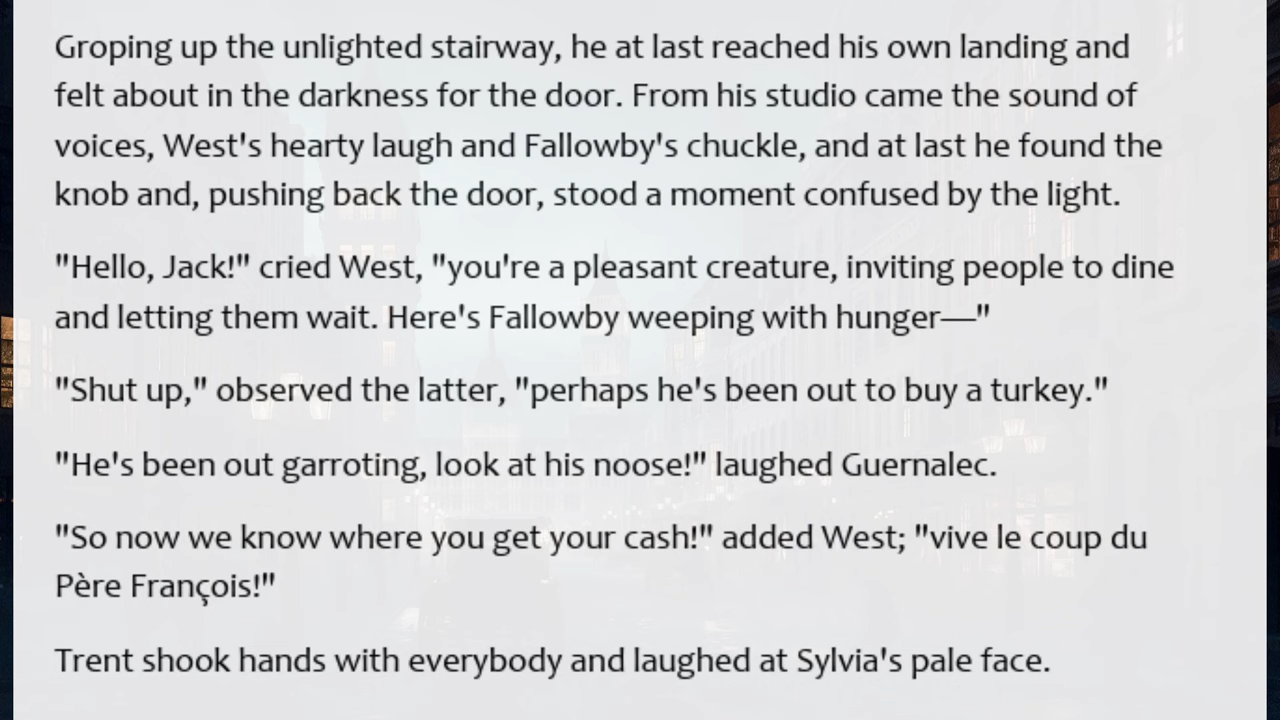 Groping up the unlighted stairway, he at last reached his own landing and
felt about in the darkness for the door. From his studio came the sound of
voices, West's hearty laugh and Fallowby's chuckle, and at last he found the
knob and, pushing back the door, stood a moment confused by the light.
"Hello, Jack!" cried West, "you're a pleasant creature, inviting people to dine
and letting them wait. Here's Fallowby weeping with hunger—"
"Shut up," observed the latter, "perhaps he's been out to buy a turkey."
"He's been out garroting, look at his noose!" laughed Guernalec.
"So now we know where you get your cash!" added West; "vive le coup du
Père François!"
Trent shook hands with everybody and laughed at Sylvia's pale face.